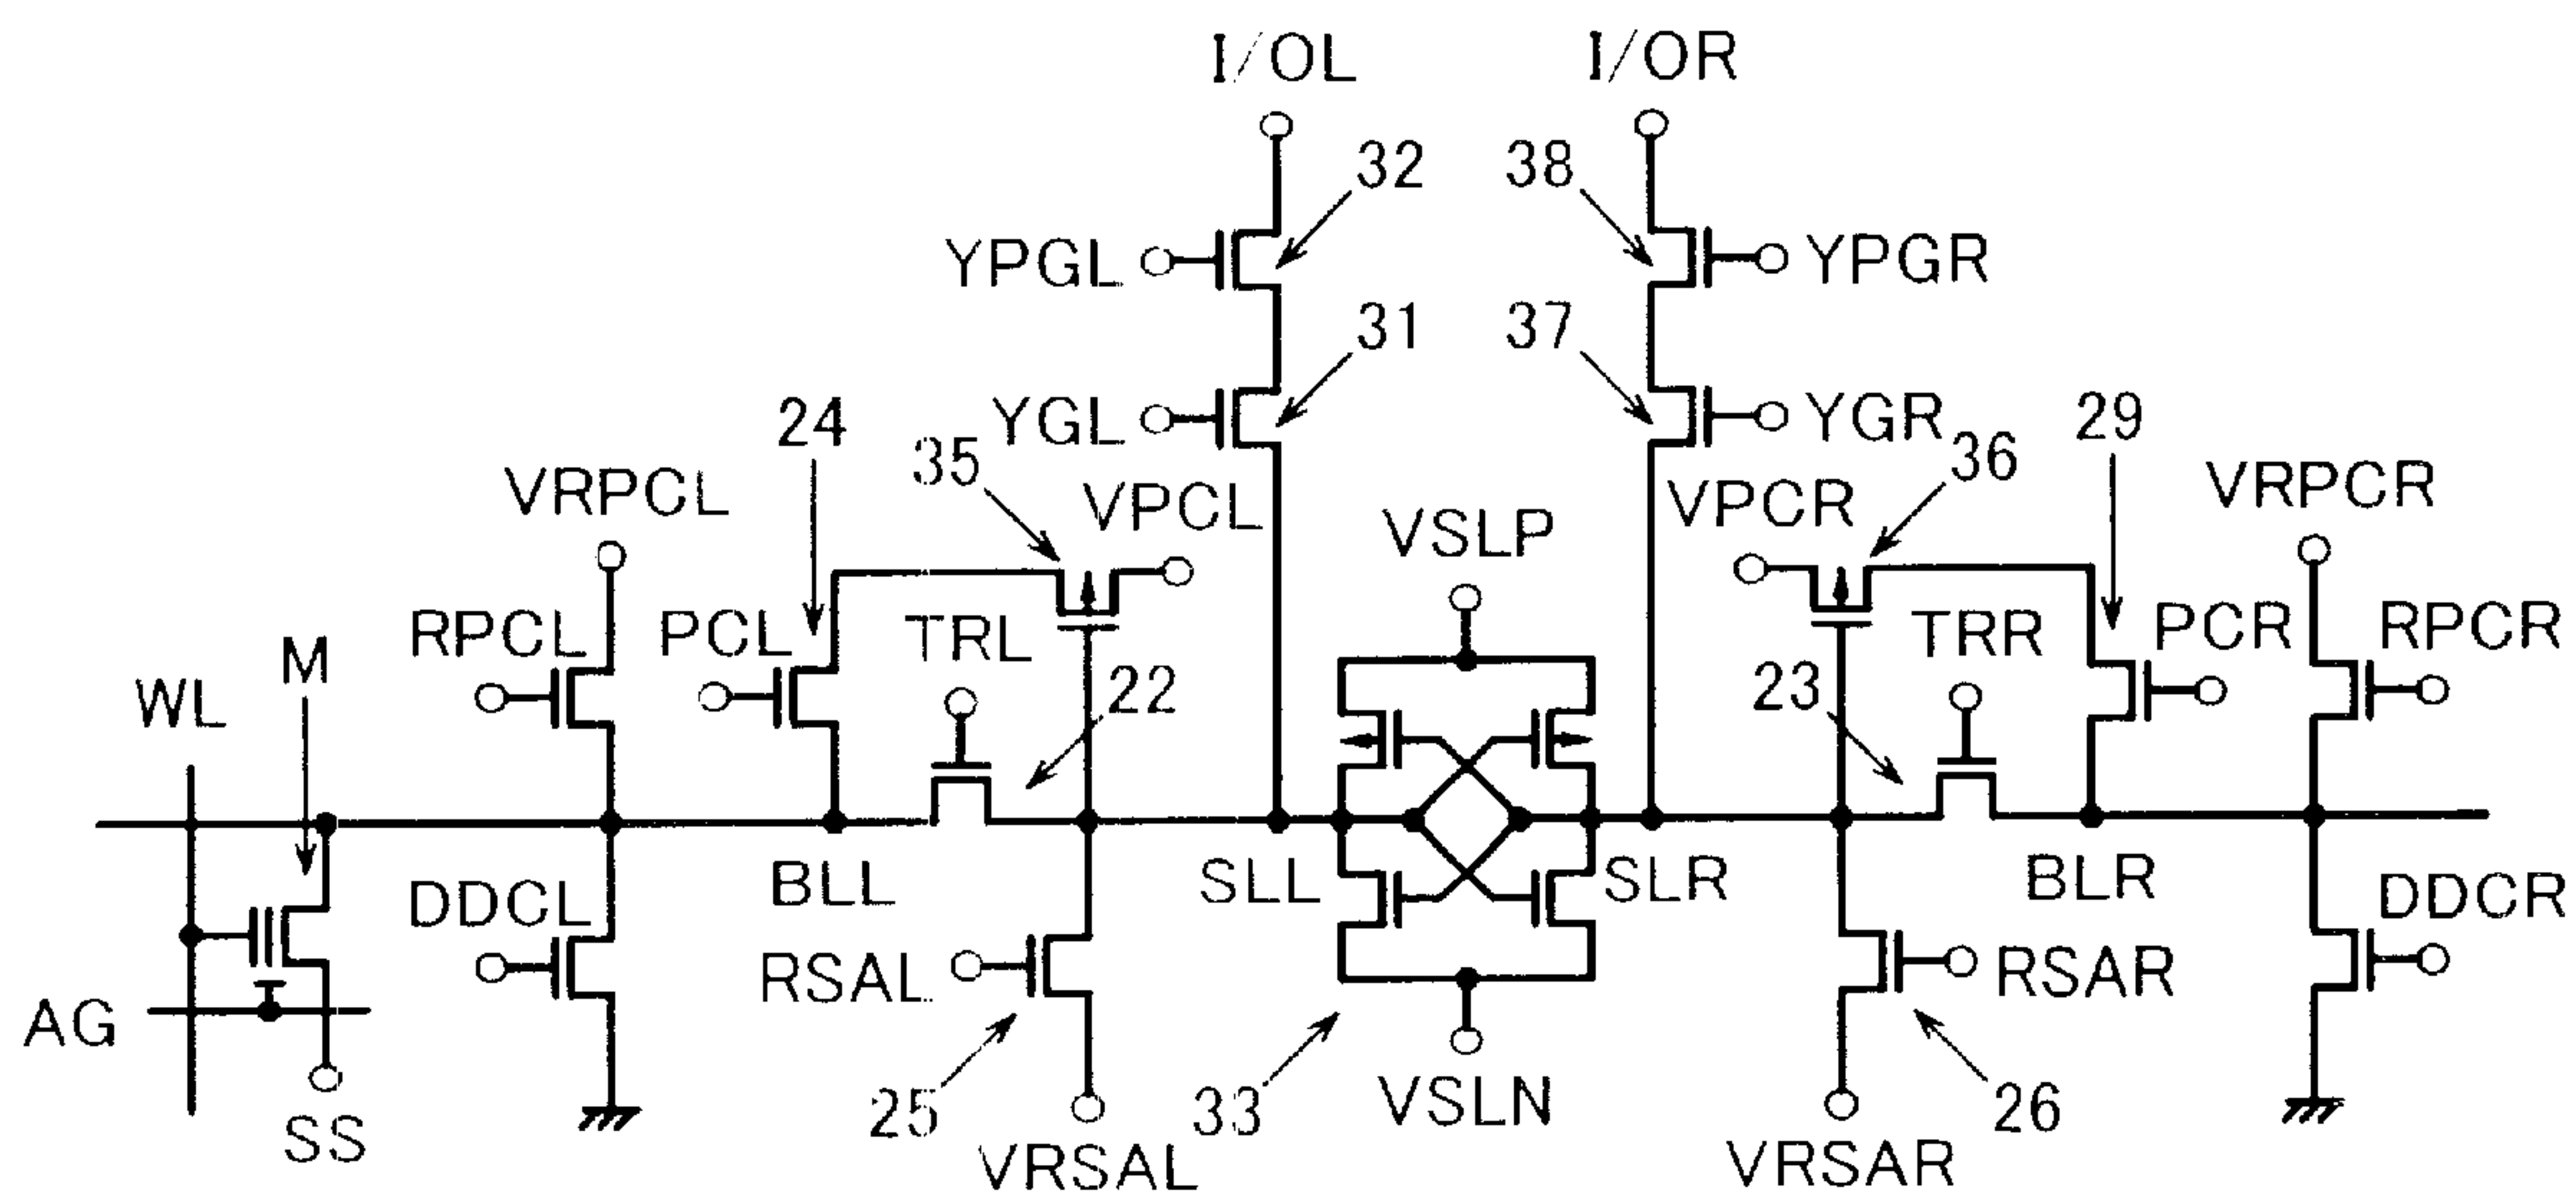 I/OL I/OR
32 38
YPGL YPGR
31 37
YGL YGR
24 35 36 29
VRPCL VPCL VSLP VPCR VRPCR
RPCL PCL TRL TRR PCR RPCR
M
WL 22 23
BLL SLL SLR BLR
DDCL DDCR
RSAL RSAR
AG
25 33 VSLN 26
SS VRSAL VRSAR